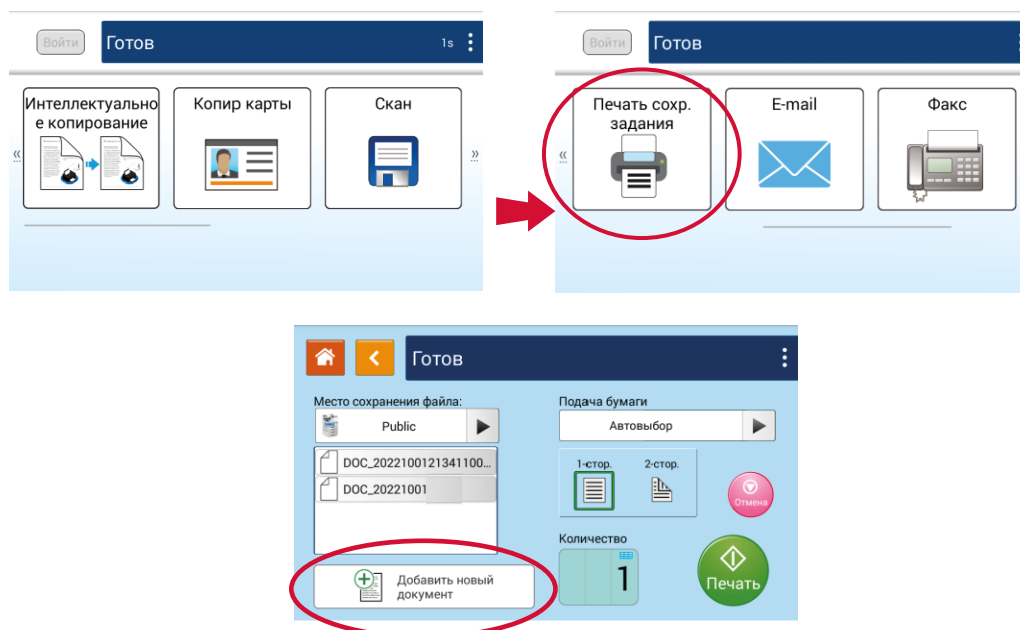 Войти
Готов
1s
Интеллектуально
е копирование
Копир карты
Скан
«
»
Войти
Готов
Печать сохр.
задания
E-mail
Факс
«
Готов
Место сохранения файла:
Public
DOC_2022100121341100...
DOC_20221001
Добавить новый
документ
Подача бумаги
Автовыбор
1-стор.
2-стор.
Отмена
Количество
1
Печать